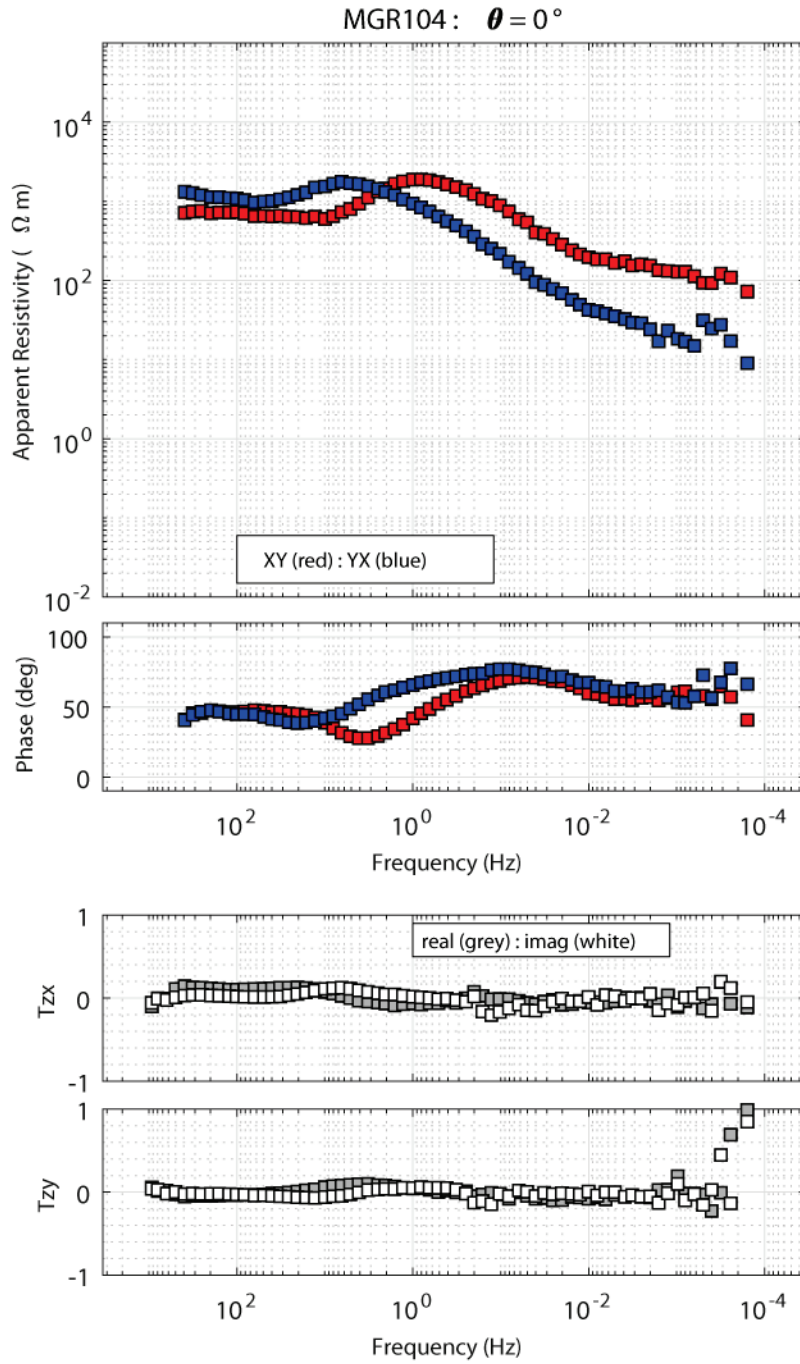 MGR104 : θ = 0 °
Apparent Resistivity ( Ω m)
10^4
10^2
10^0
10^-2
XY (red) : YX (blue)
Phase (deg)
100
50
0
10^2 10^0 10^-2 10^-4
Frequency (Hz)
Tzx
1
0
-1
real (grey) : imag (white)
Tzy
1
0
-1
10^2 10^0 10^-2 10^-4
Frequency (Hz)